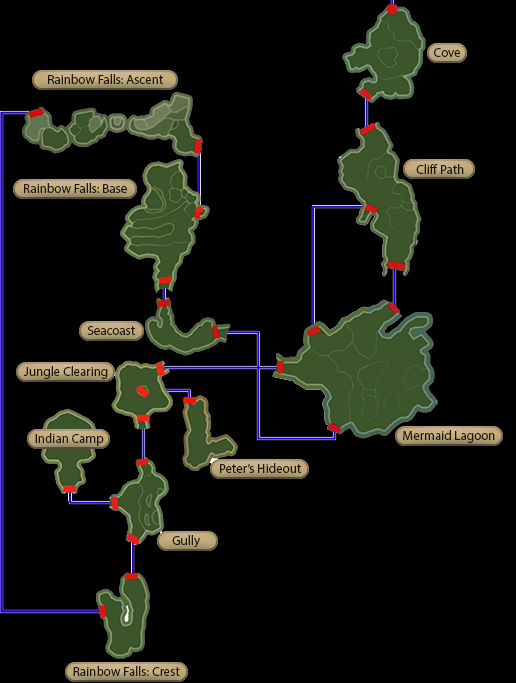 Cove
Rainbow Falls: Ascent
Cliff Path
Rainbow Falls: Base
Seacoast
Jungle Clearing
Indian Camp
Mermaid Lagoon
Peter's Hideout
Gully
Rainbow Falls: Crest